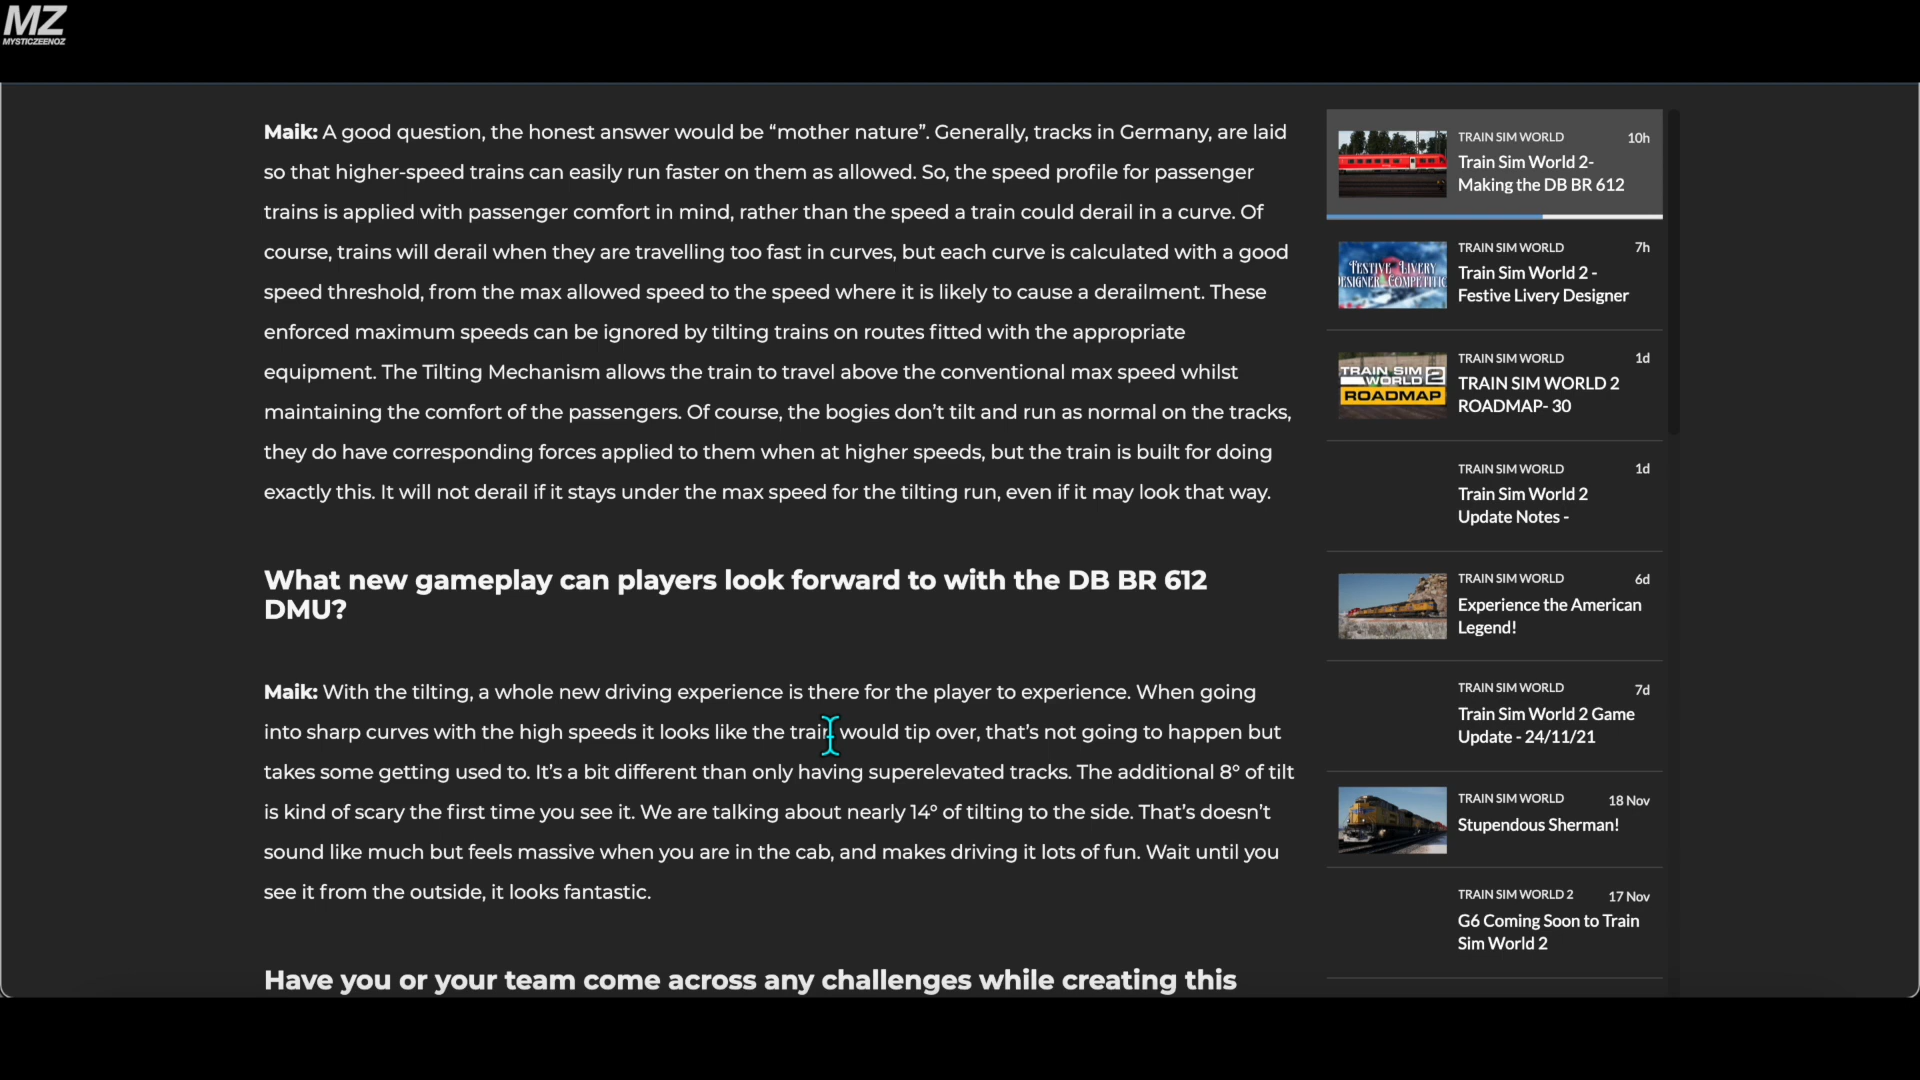 MZ
MYSTICZEENOZ
Maik: A good question, the honest answer would be “mother nature”. Generally, tracks in Germany, are laid
so that higher-speed trains can easily run faster on them as allowed. So, the speed profile for passenger
trains is applied with passenger comfort in mind, rather than the speed a train could derail in a curve. Of
course, trains will derail when they are travelling too fast in curves, but each curve is calculated with a good
speed threshold, from the max allowed speed to the speed where it is likely to cause a derailment. These
enforced maximum speeds can be ignored by tilting trains on routes fitted with the appropriate
equipment. The Tilting Mechanism allows the train to travel above the conventional max speed whilst
maintaining the comfort of the passengers. Of course, the bogies don’t tilt and run as normal on the tracks,
they do have corresponding forces applied to them when at higher speeds, but the train is built for doing
exactly this. It will not derail if it stays under the max speed for the tilting run, even if it may look that way.
What new gameplay can players look forward to with the DB BR 612
DMU?
Maik: With the tilting, a whole new driving experience is there for the player to experience. When going
into sharp curves with the high speeds it looks like the train would tip over, that’s not going to happen but
takes some getting used to. It’s a bit different than only having superelevated tracks. The additional 8° of tilt
is kind of scary the first time you see it. We are talking about nearly 14° of tilting to the side. That’s doesn’t
sound like much but feels massive when you are in the cab, and makes driving it lots of fun. Wait until you
see it from the outside, it looks fantastic.
Have you or your team come across any challenges while creating this
TRAIN SIM WORLD 10h
Train Sim World 2-
Making the DB BR 612
FESTIVE LIVERY
DESIGNER COMPETITIO
TRAIN SIM WORLD 7h
Train Sim World 2 -
Festive Livery Designer
TRAIN SIM
WORLD 2
ROADMAP
TRAIN SIM WORLD 1d
TRAIN SIM WORLD 2
ROADMAP- 30
TRAIN SIM WORLD 1d
Train Sim World 2
Update Notes -
TRAIN SIM WORLD 6d
Experience the American
Legend!
TRAIN SIM WORLD 7d
Train Sim World 2 Game
Update - 24/11/21
TRAIN SIM WORLD 18 Nov
Stupendous Sherman!
TRAIN SIM WORLD 2 17 Nov
G6 Coming Soon to Train
Sim World 2